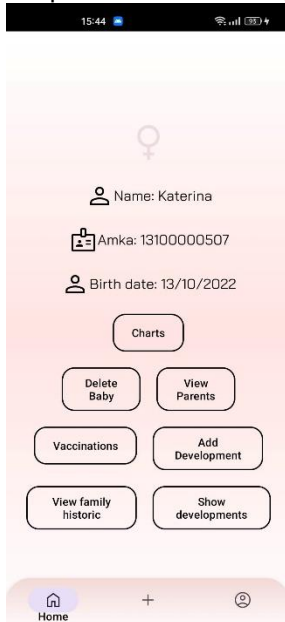 15:44
93
Name: Katerina
Amka: 13100000507
Birth date: 13/10/2022
Charts
Delete
Baby
View
Parents
Vaccinations
Add
Development
View family
historic
Show
developments
Home